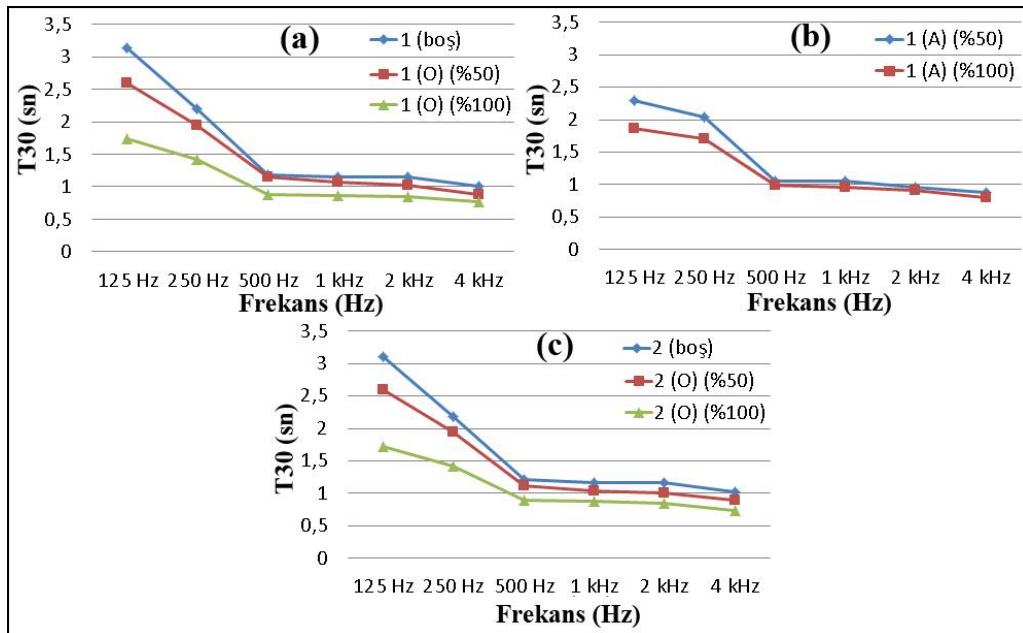 (a)
T30 (sn)
3,5
3
2,5
2
1,5
1
0,5
0
1 (boş)
1 (O) (%50)
1 (O) (%100)
125 Hz 250 Hz 500 Hz 1 kHz 2 kHz 4 kHz
Frekans (Hz)
(b)
T30 (sn)
3,5
3
2,5
2
1,5
1
0,5
0
1 (A) (%50)
1 (A) (%100)
125 Hz 250 Hz 500 Hz 1 kHz 2 kHz 4 kHz
Frekans (Hz)
(c)
T30 (sn)
3,5
3
2,5
2
1,5
1
0,5
0
2 (boş)
2 (O) (%50)
2 (O) (%100)
125 Hz 250 Hz 500 Hz 1 kHz 2 kHz 4 kHz
Frekans (Hz)